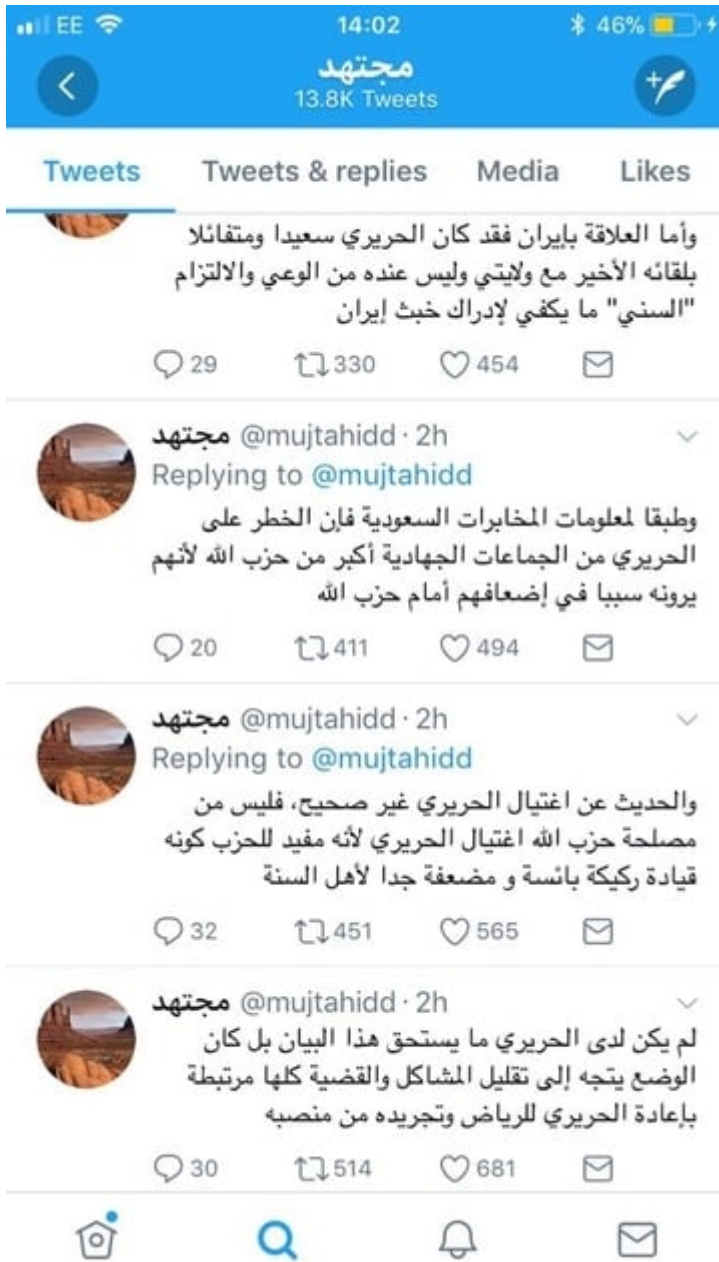 EE 14:02 46%
مجتهد
13.8K Tweets
Tweets Tweets & replies Media Likes
وأما العلاقة بإيران فقد كان الحريري سعيدا ومتفائلا
بلقائه الأخير مع ولايتي وليس عنده من الوعي والالتزام
"السني" ما يكفي لإدراك خبث إيران
29 330 454
مجتهد @mujtahidd · 2h
Replying to @mujtahidd
وطبقا لمعلومات المخابرات السعودية فإن الخطر على
الحريري من الجماعات الجهادية أكبر من حزب الله لأنهم
يرونه سببا في إضعافهم أمام حزب الله
20 411 494
مجتهد @mujtahidd · 2h
Replying to @mujtahidd
والحديث عن اغتيال الحريري غير صحيح، فليس من
مصلحة حزب الله اغتيال الحريري لأنه مفيد للحزب كونه
قيادة ركيكة بائسة و مضعفة جدا لأهل السنة
32 451 565
مجتهد @mujtahidd · 2h
لم يكن لدى الحريري ما يستحق هذا البيان بل كان
الوضع يتجه إلى تقليل المشاكل والقضية كلها مرتبطة
بإعادة الحريري للرياض وتجريده من منصبه
30 514 681